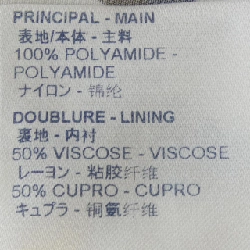 PRINCIPAL - MAIN
表地/本体 - 主料
100% POLYAMIDE -
POLYAMIDE
ナイロン - 锦纶
DOUBLURE - LINING
裏地 - 内衬
50% VISCOSE - VISCOSE
レーヨン - 粘胶纤维
50% CUPRO - CUPRO
キュプラ - 铜氨纤维